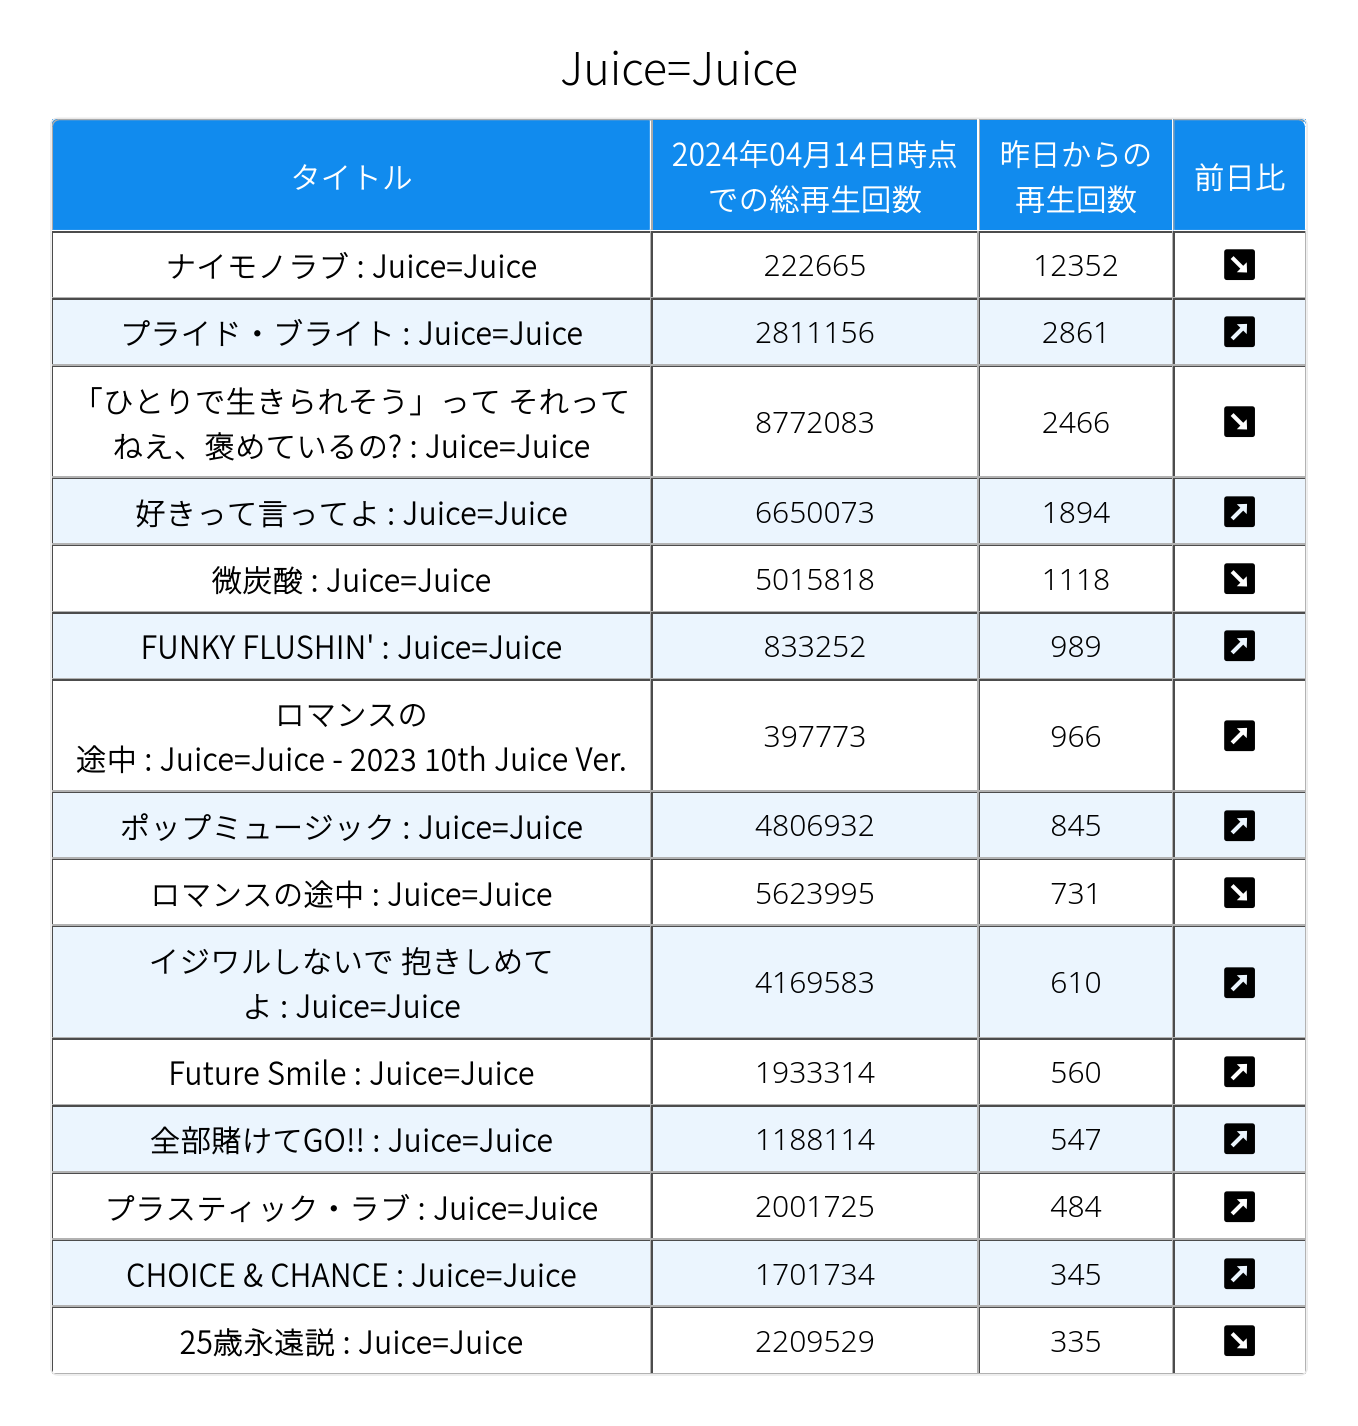 Juice=Juice
タイトル
2024年04月14日時点
での総再生回数
昨日からの
再生回数
前日比
ナイモノラブ : Juice=Juice
222665
12352
プライド・ブライト : Juice=Juice
2811156
2861
「ひとりで生きられそう」って それって
ねえ、褒めているの? : Juice=Juice
8772083
2466
好きって言ってよ : Juice=Juice
6650073
1894
微炭酸 : Juice=Juice
5015818
1118
FUNKY FLUSHIN' : Juice=Juice
833252
989
ロマンスの
途中 : Juice=Juice - 2023 10th Juice Ver.
397773
966
ポップミュージック : Juice=Juice
4806932
845
ロマンスの途中 : Juice=Juice
5623995
731
イジワルしないで 抱きしめて
よ : Juice=Juice
4169583
610
Future Smile : Juice=Juice
1933314
560
全部賭けてGO!! : Juice=Juice
1188114
547
プラスティック・ラブ : Juice=Juice
2001725
484
CHOICE & CHANCE : Juice=Juice
1701734
345
25歳永遠説 : Juice=Juice
2209529
335